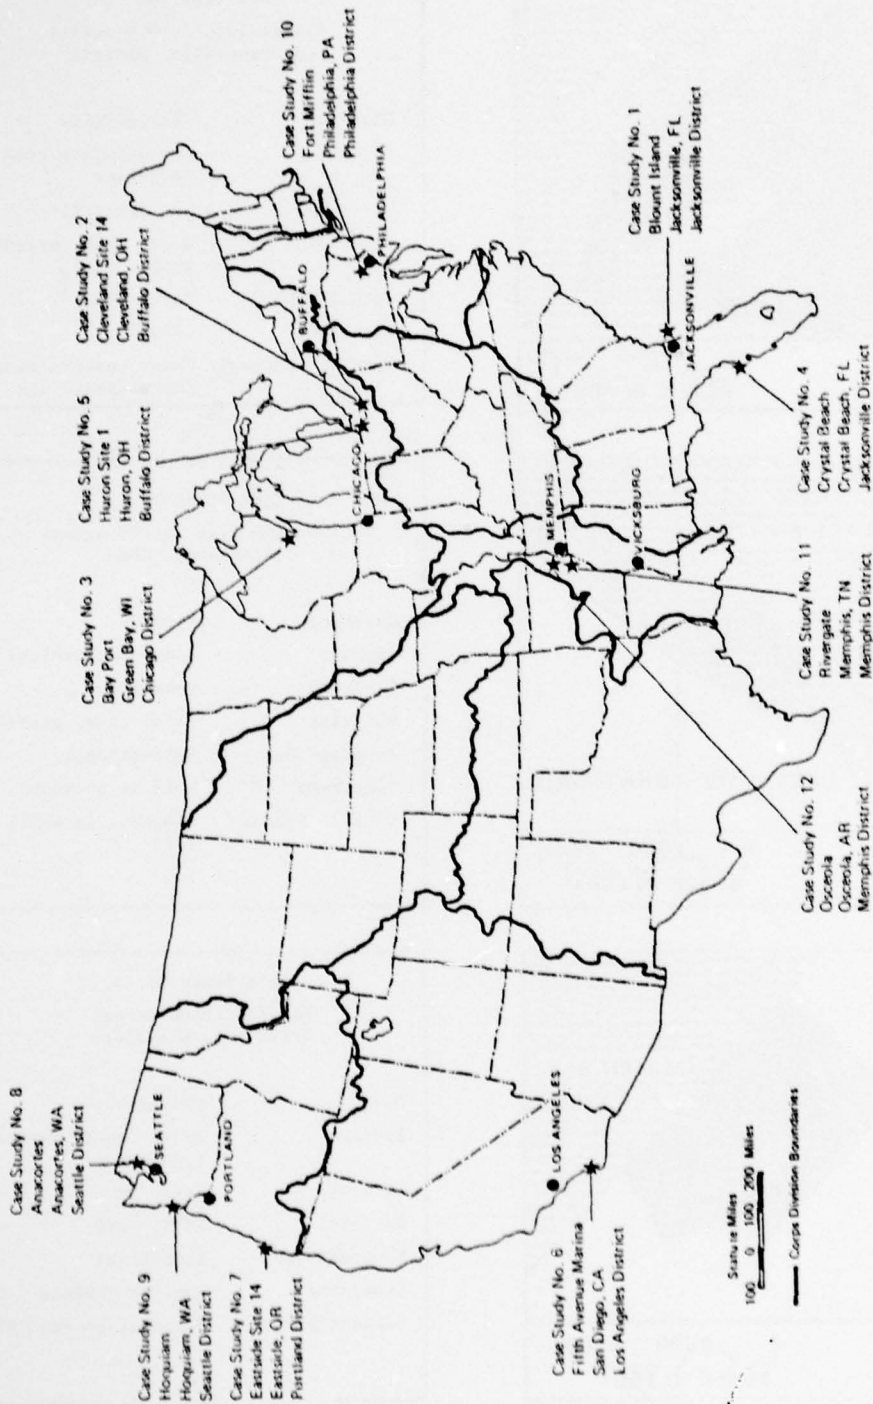 Case Study No. 8
Anacortes
Anacortes, WA
Seattle District
SEATTLE
Case Study No. 9
Hoquiam
Hoquiam, WA
Seattle District
PORTLAND
Case Study No. 7
Eastside Site 14
Eastside, OR
Portland District
LOS ANGELES
Case Study No. 6
Fifth Avenue Marina
San Diego, CA
Los Angeles District
Statute Miles
100 0 100 200 Miles
Corps Division Boundaries
Case Study No. 3
Bay Port
Green Bay, WI
Chicago District
Case Study No. 5
Huron Site 1
Huron, OH
Buffalo District
Case Study No. 2
Cleveland Site 14
Cleveland, OH
Buffalo District
Case Study No. 10
Fort Mifflin
Philadelphia, PA
Philadelphia District
BUFFALO
PHILADELPHIA
CHICAGO
MEMPHIS
VICKSBURG
JACKSONVILLE
Case Study No. 1
Blount Island
Jacksonville, FL
Jacksonville District
Case Study No. 4
Crystal Beach
Crystal Beach, FL
Jacksonville District
Case Study No. 11
Rivergate
Memphis, TN
Memphis District
Case Study No. 12
Osceola
Osceola, AR
Memphis District